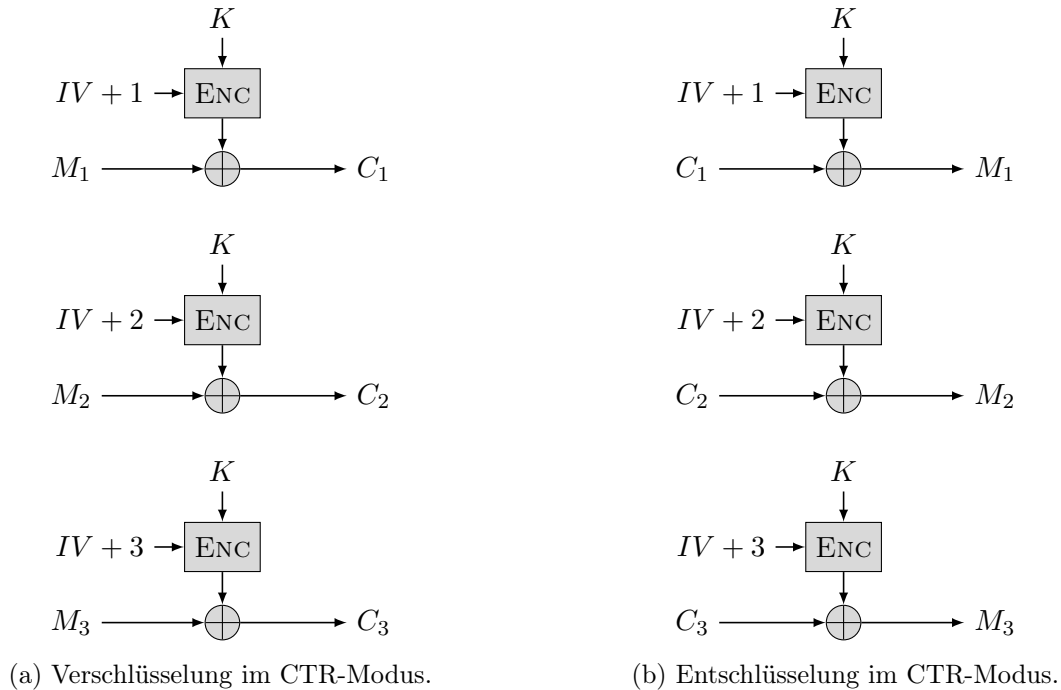 K K
IV + 1 ENC IV + 1 ENC
M₁ C₁ C₁ M₁
K K
IV + 2 ENC IV + 2 ENC
M₂ C₂ C₂ M₂
K K
IV + 3 ENC IV + 3 ENC
M₃ C₃ C₃ M₃
(a) Verschlüsselung im CTR-Modus. (b) Entschlüsselung im CTR-Modus.